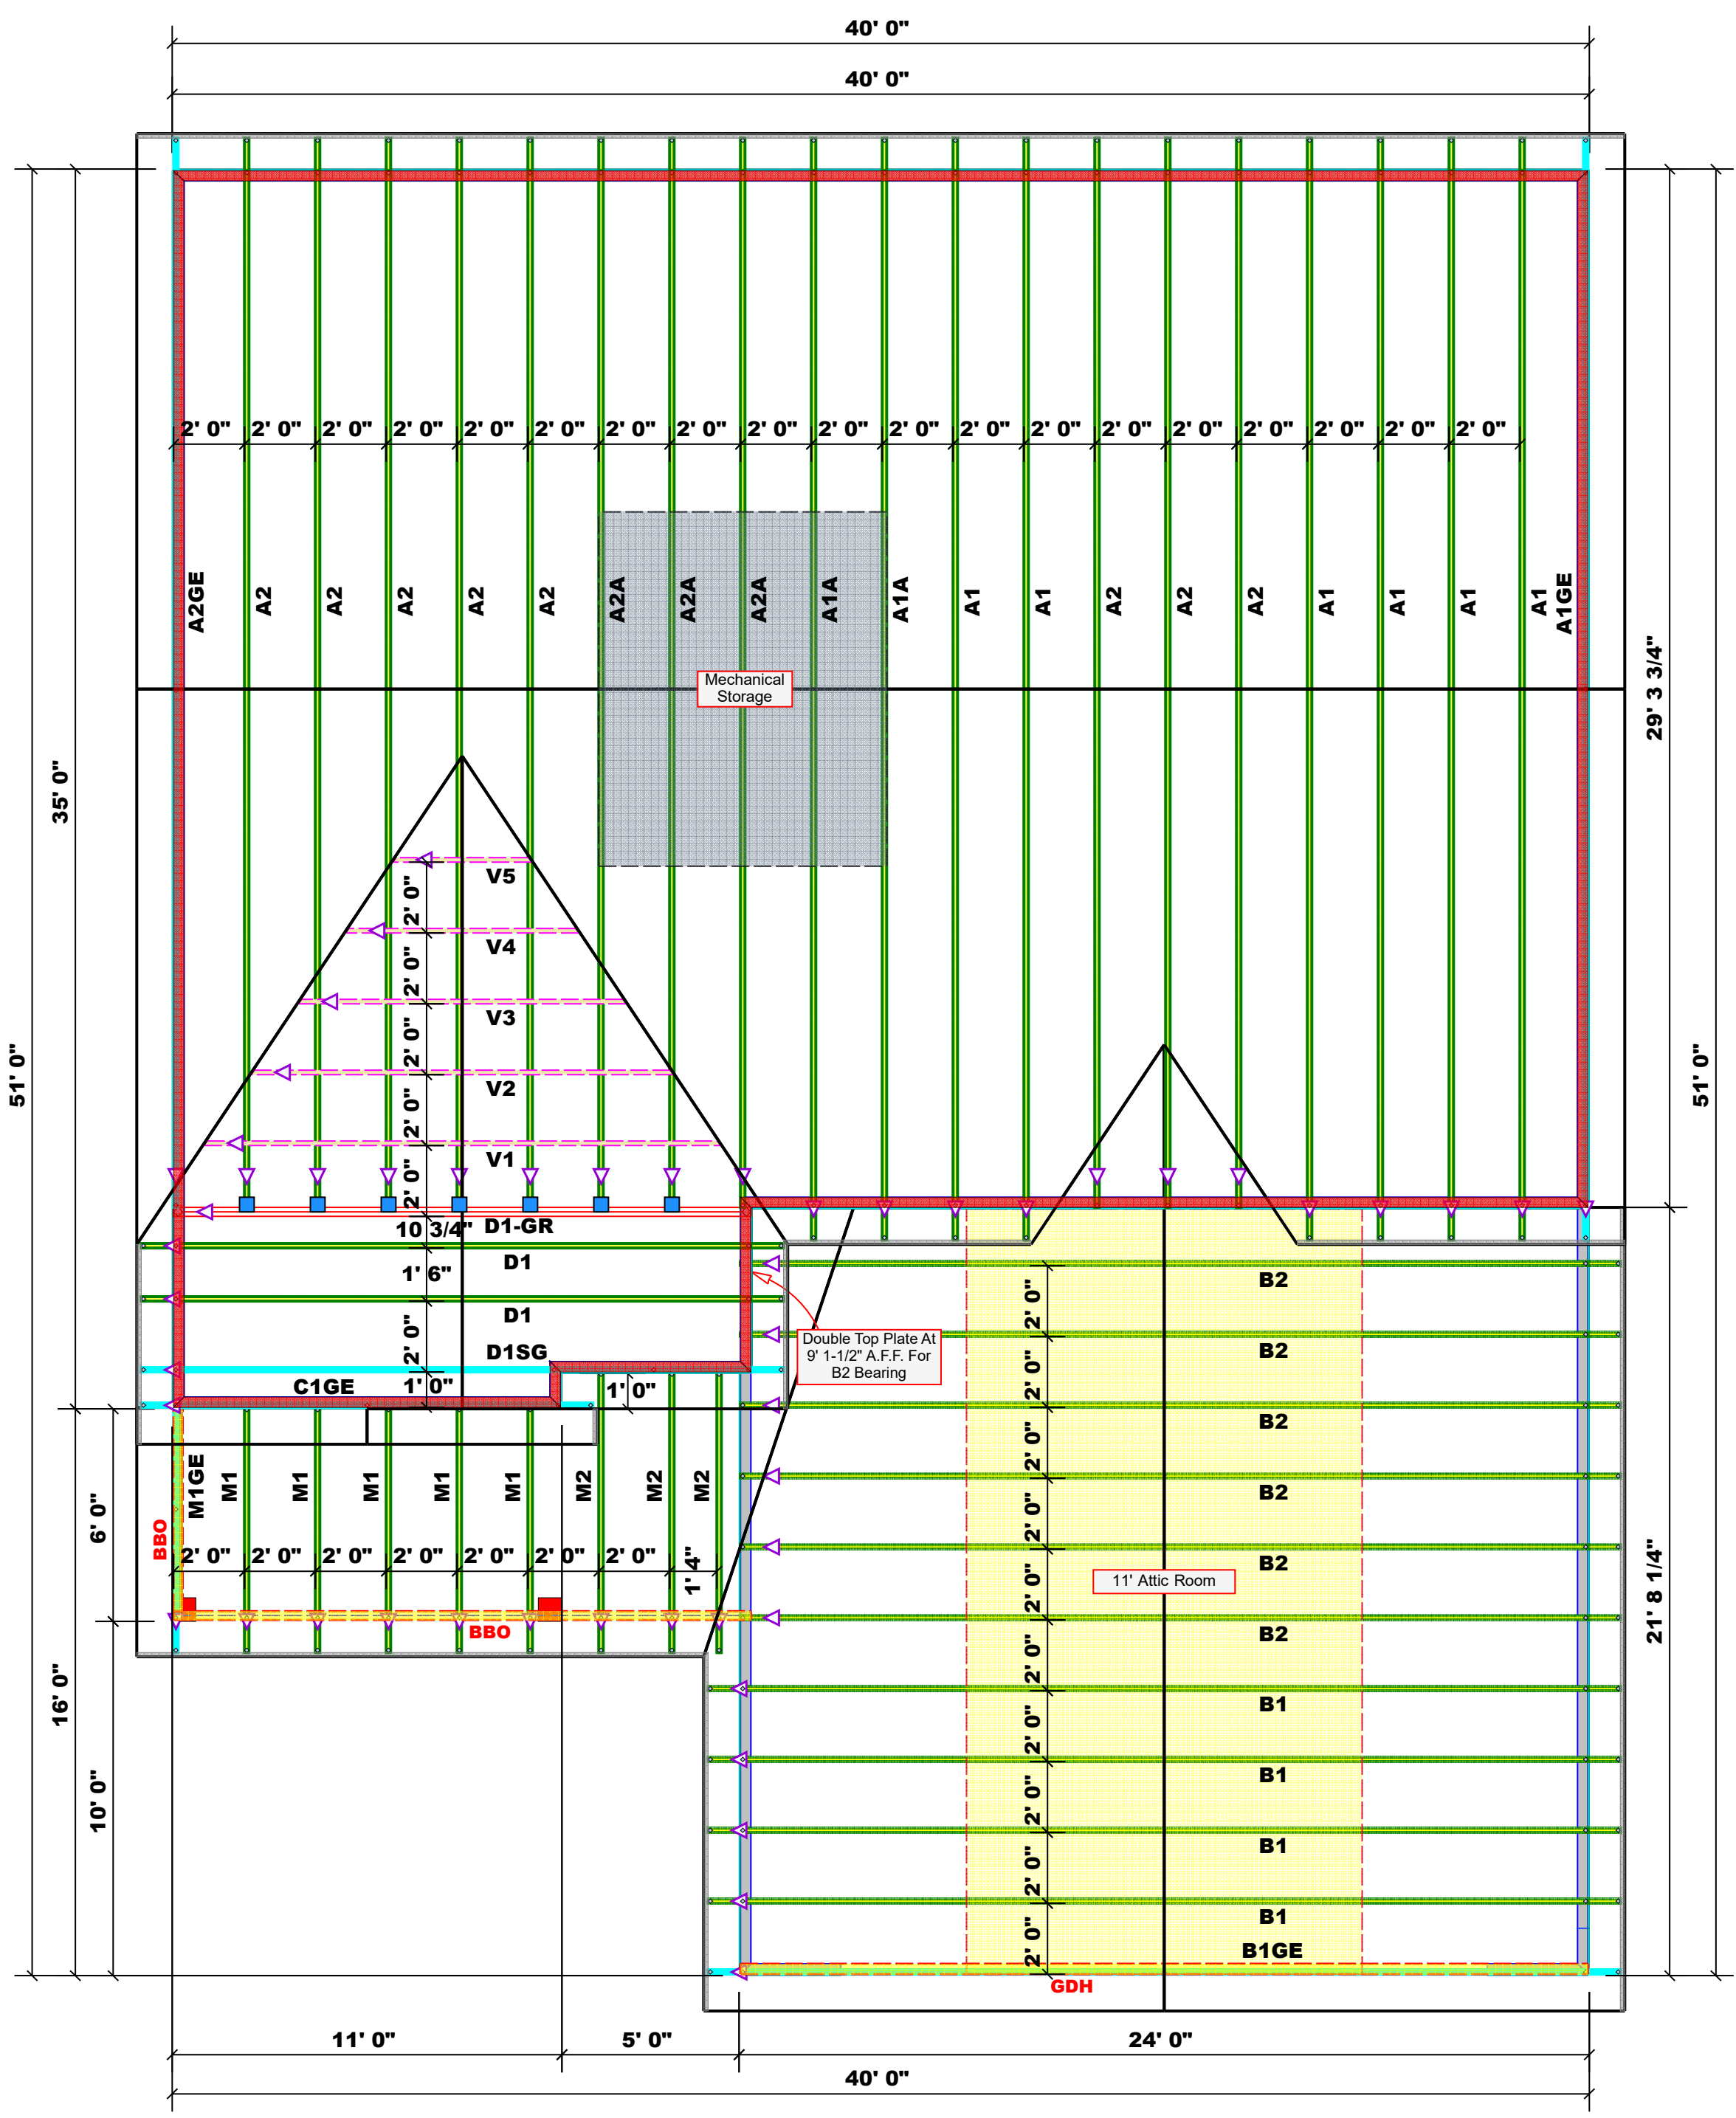 40' 0"
40' 0"
2' 0" 2' 0" 2' 0" 2' 0" 2' 0" 2' 0" 2' 0" 2' 0" 2' 0" 2' 0" 2' 0" 2' 0" 2' 0" 2' 0" 2' 0" 2' 0" 2' 0" 2' 0" 2' 0"
A2GE A2 A2 A2 A2 A2 A2A A2A A2A A1A A1A A1 A1 A2 A2 A2 A1 A1 A1 A1 A1GE
29' 3 3/4"
Mechanical
Storage
35' 0"
51' 0"
51' 0"
V5
2' 0"
V4
2' 0"
V3
2' 0"
V2
2' 0"
V1
2' 0"
10 3/4" D1-GR
D1
1' 6"
D1
2' 0"
D1SG
C1GE
1' 0"
1' 0"
Double Top Plate At
9' 1-1/2" A.F.F. For
B2 Bearing
B2
2' 0"
B2
2' 0"
B2
2' 0"
B2
2' 0"
B2
2' 0"
B2
2' 0"
B1
2' 0"
B1
2' 0"
B1
2' 0"
B1
2' 0"
B1GE
GDH
11' Attic Room
M1GE M1 M1 M1 M1 M1 M2 M2 M2
BBO
2' 0" 2' 0" 2' 0" 2' 0" 2' 0" 2' 0" 2' 0" 1' 4"
BBO
6' 0"
16' 0"
10' 0"
21' 8 1/4"
11' 0" 5' 0" 24' 0"
40' 0"